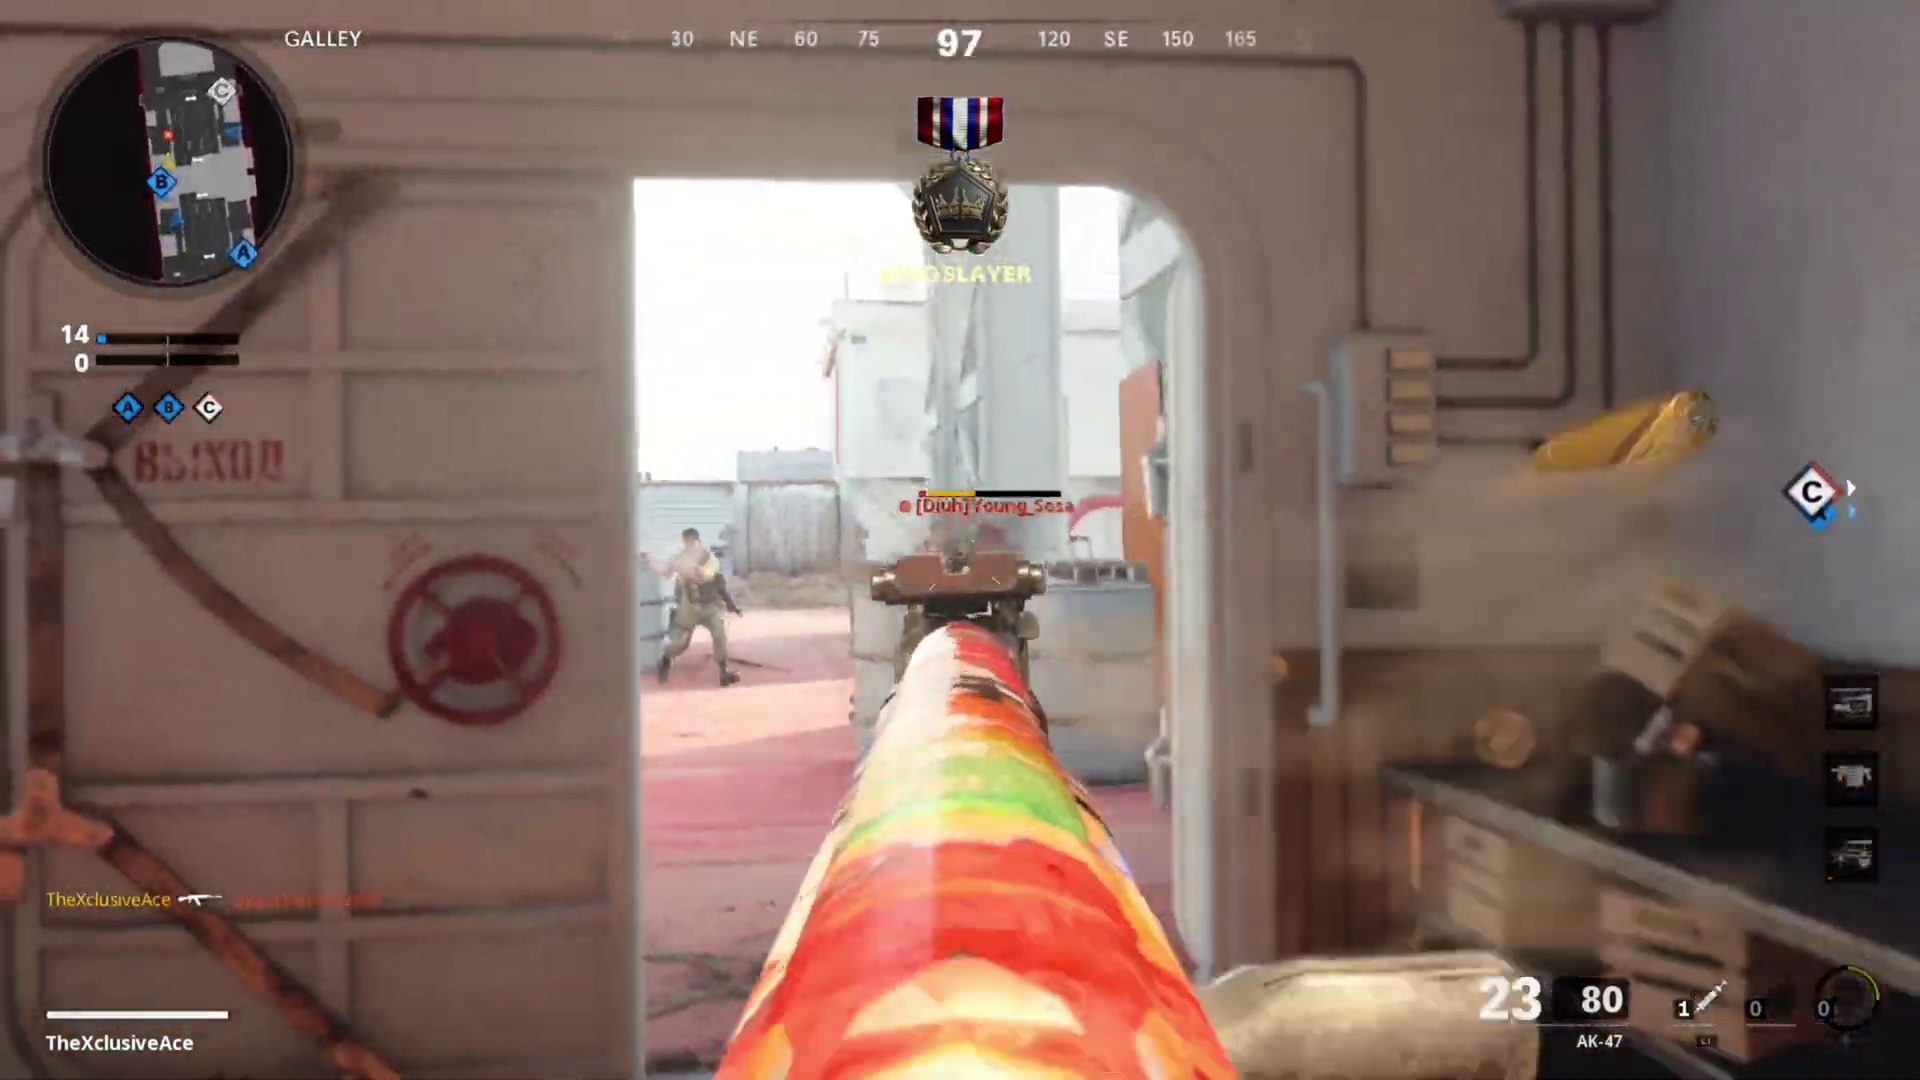 GALLEY
30 NE 60 75 97 120 SE 150 165
C
B
A
SLAYER
14
0
A B C
ВЫХОД
[Diuh]Young_Sosa
C
TheXclusiveAce
TheXclusiveAce
23 80 1 0 0
AK-47